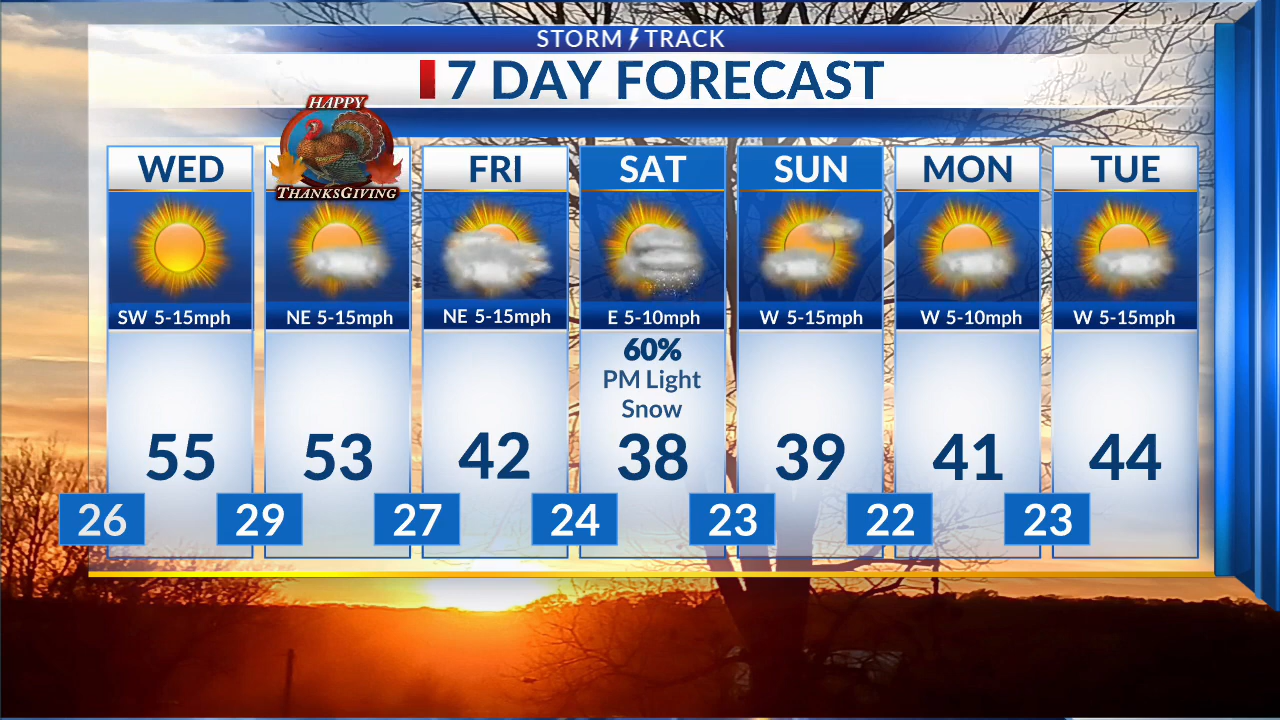 STORM TRACK
7 DAY FORECAST
HAPPY
THANKSGIVING
WED
FRI
SAT
SUN
MON
TUE
SW 5-15mph
NE 5-15mph
NE 5-15mph
E 5-10mph
W 5-15mph
W 5-10mph
W 5-15mph
60%
PM Light
Snow
55
53
42
38
39
41
44
26
29
27
24
23
22
23